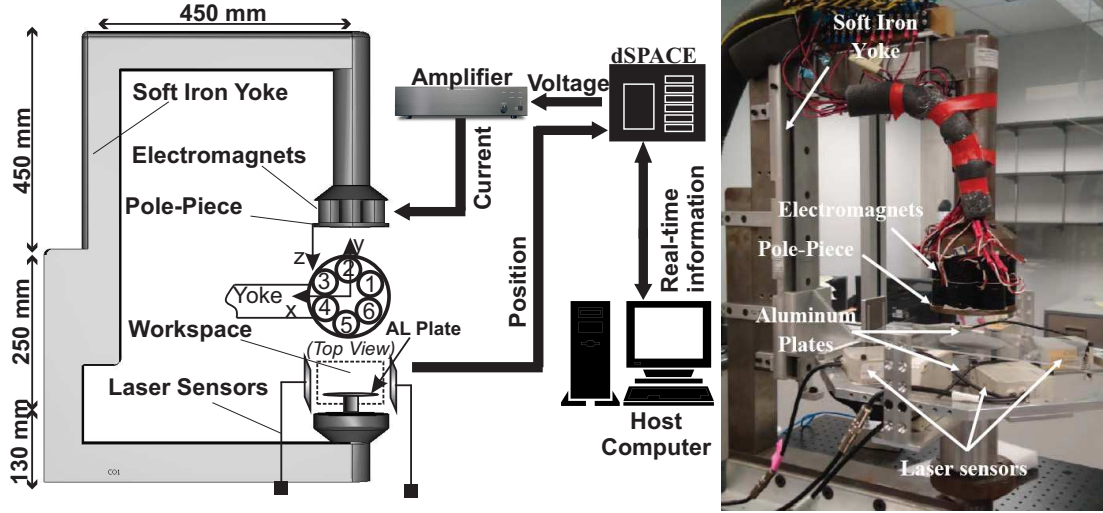 450 mm
450 mm
250 mm
130 mm
Soft Iron Yoke
Electromagnets
Pole-Piece
z
y
x
Yoke
1
2
3
4
5
6
Workspace
(Top View)
AL Plate
Laser Sensors
CO1
Amplifier
Voltage
dSPACE
Current
Position
Real-time
information
Host
Computer
Soft Iron
Yoke
Electromagnets
Pole-Piece
Aluminum
Plates
Laser sensors